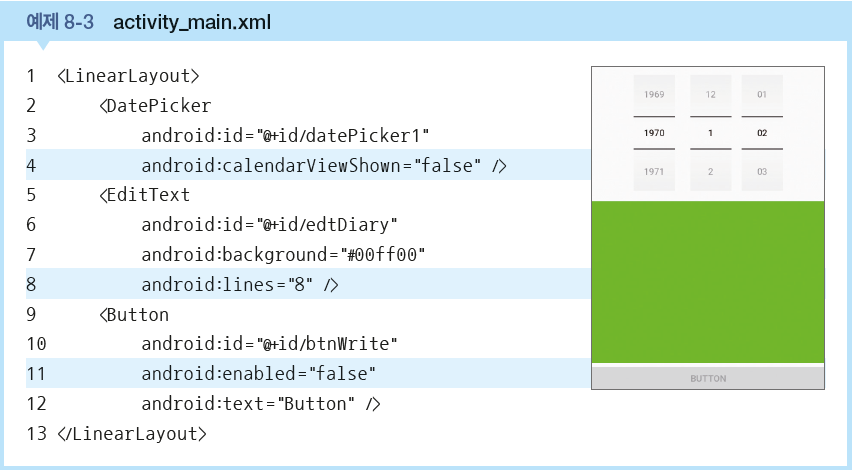 예제 8-3 activity_main.xml
1 <LinearLayout>
2 <DatePicker
3 android:id="@+id/datePicker1"
4 android:calendarViewShown="false" />
5 <EditText
6 android:id="@+id/edtDiary"
7 android:background="#00ff00"
8 android:lines="8" />
9 <Button
10 android:id="@+id/btnWrite"
11 android:enabled="false"
12 android:text="Button" />
13 </LinearLayout>
1969 12 01
1970 1 02
1971 2 03
BUTTON